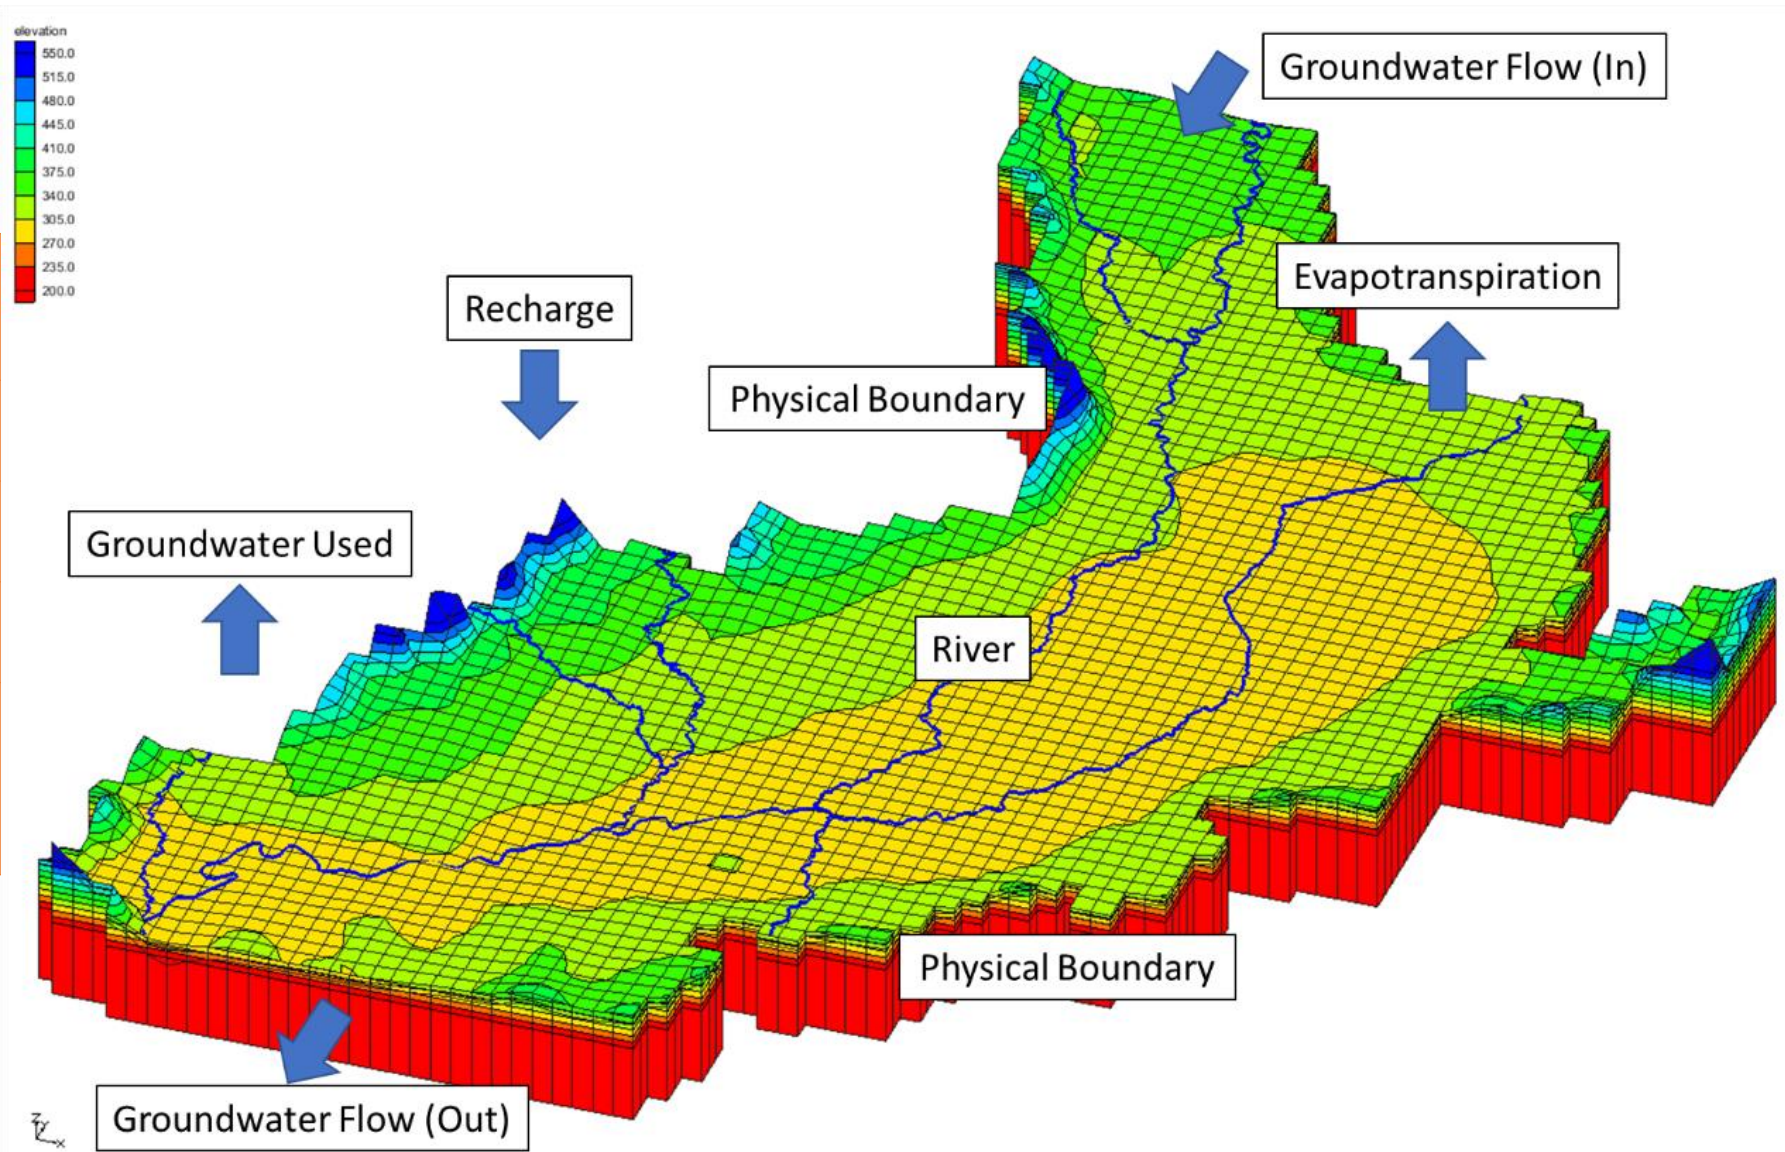 elevation
550.0
515.0
480.0
445.0
410.0
375.0
340.0
305.0
270.0
235.0
200.0
Groundwater Flow (In)
Evapotranspiration
Recharge
Physical Boundary
Groundwater Used
River
Physical Boundary
Groundwater Flow (Out)
Z
Y
X